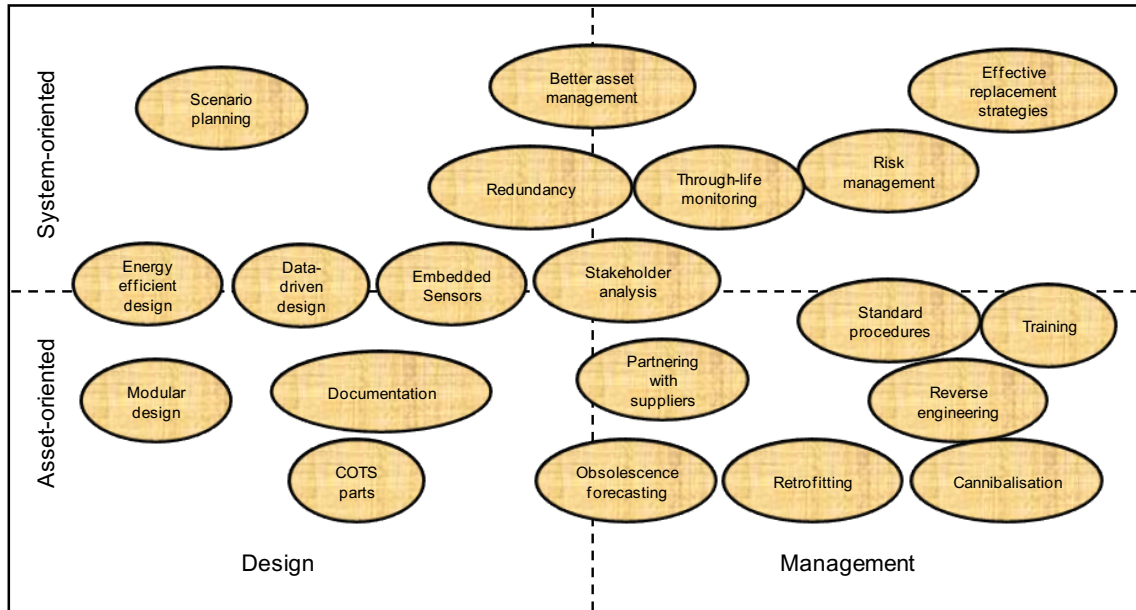 System-oriented
Scenario
planning
Better asset
management
Effective
replacement
strategies
Redundancy
Through-life
monitoring
Risk
management
Energy
efficient
design
Data-
driven
design
Embedded
Sensors
Stakeholder
analysis
Asset-oriented
Standard
procedures
Training
Modular
design
Documentation
Partnering
with
suppliers
Reverse
engineering
COTS
parts
Obsolescence
forecasting
Retrofitting
Cannibalisation
Design
Management